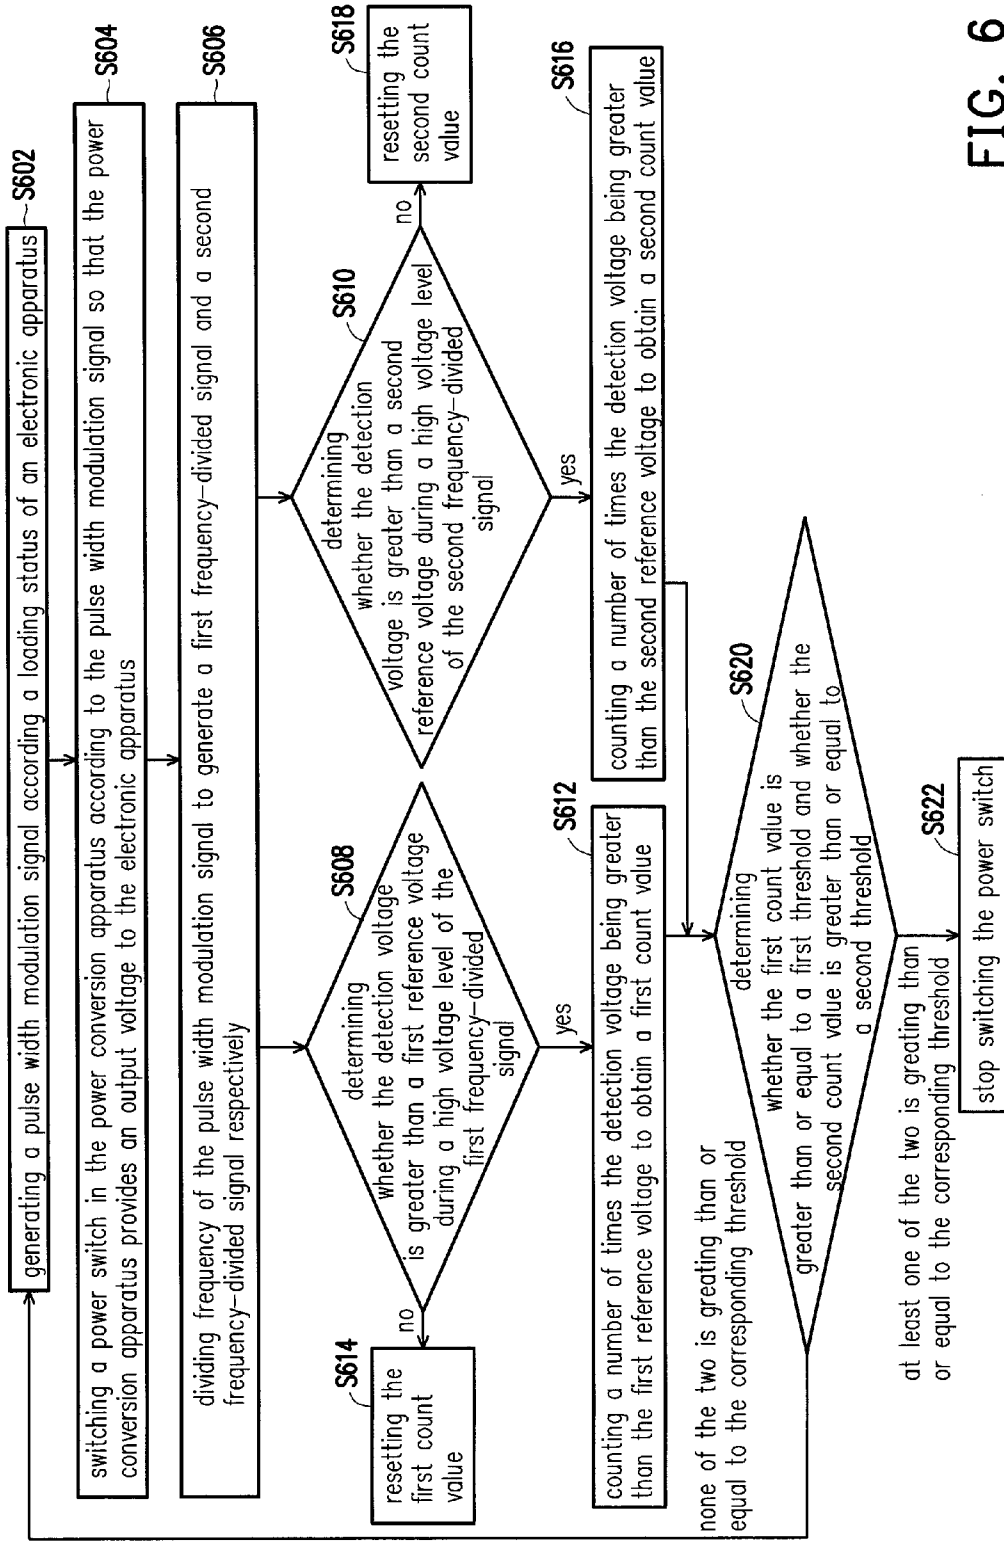 S602
generating a pulse width modulation signal according a loading status of an electronic apparatus
S604
switching a power switch in the power conversion apparatus according to the pulse width modulation signal so that the power
conversion apparatus provides an output voltage to the electronic apparatus
S606
dividing frequency of the pulse width modulation signal to generate a first frequency-divided signal and a second
frequency-divided signal respectively
S608
determining
whether the detection voltage
is greater than a first reference voltage
during a high voltage level of the
first frequency-divided
signal
S610
determining
whether the detection
voltage is greater than a second
reference voltage during a high voltage level
of the second frequency-divided
signal
no
S614
resetting the
first count
value
no
S618
resetting the
second count
value
yes
S612
counting a number of times the detection voltage being greater
than the first reference voltage to obtain a first count value
yes
S616
counting a number of times the detection voltage being greater
than the second reference voltage to obtain a second count value
none of the two is greating than or
equal to the corresponding threshold
S620
determining
whether the first count value is
greater than or equal to a first threshold and whether the
second count value is greater than or equal to
a second threshold
at least one of the two is greating than
or equal to the corresponding threshold
S622
stop switching the power switch
FIG. 6